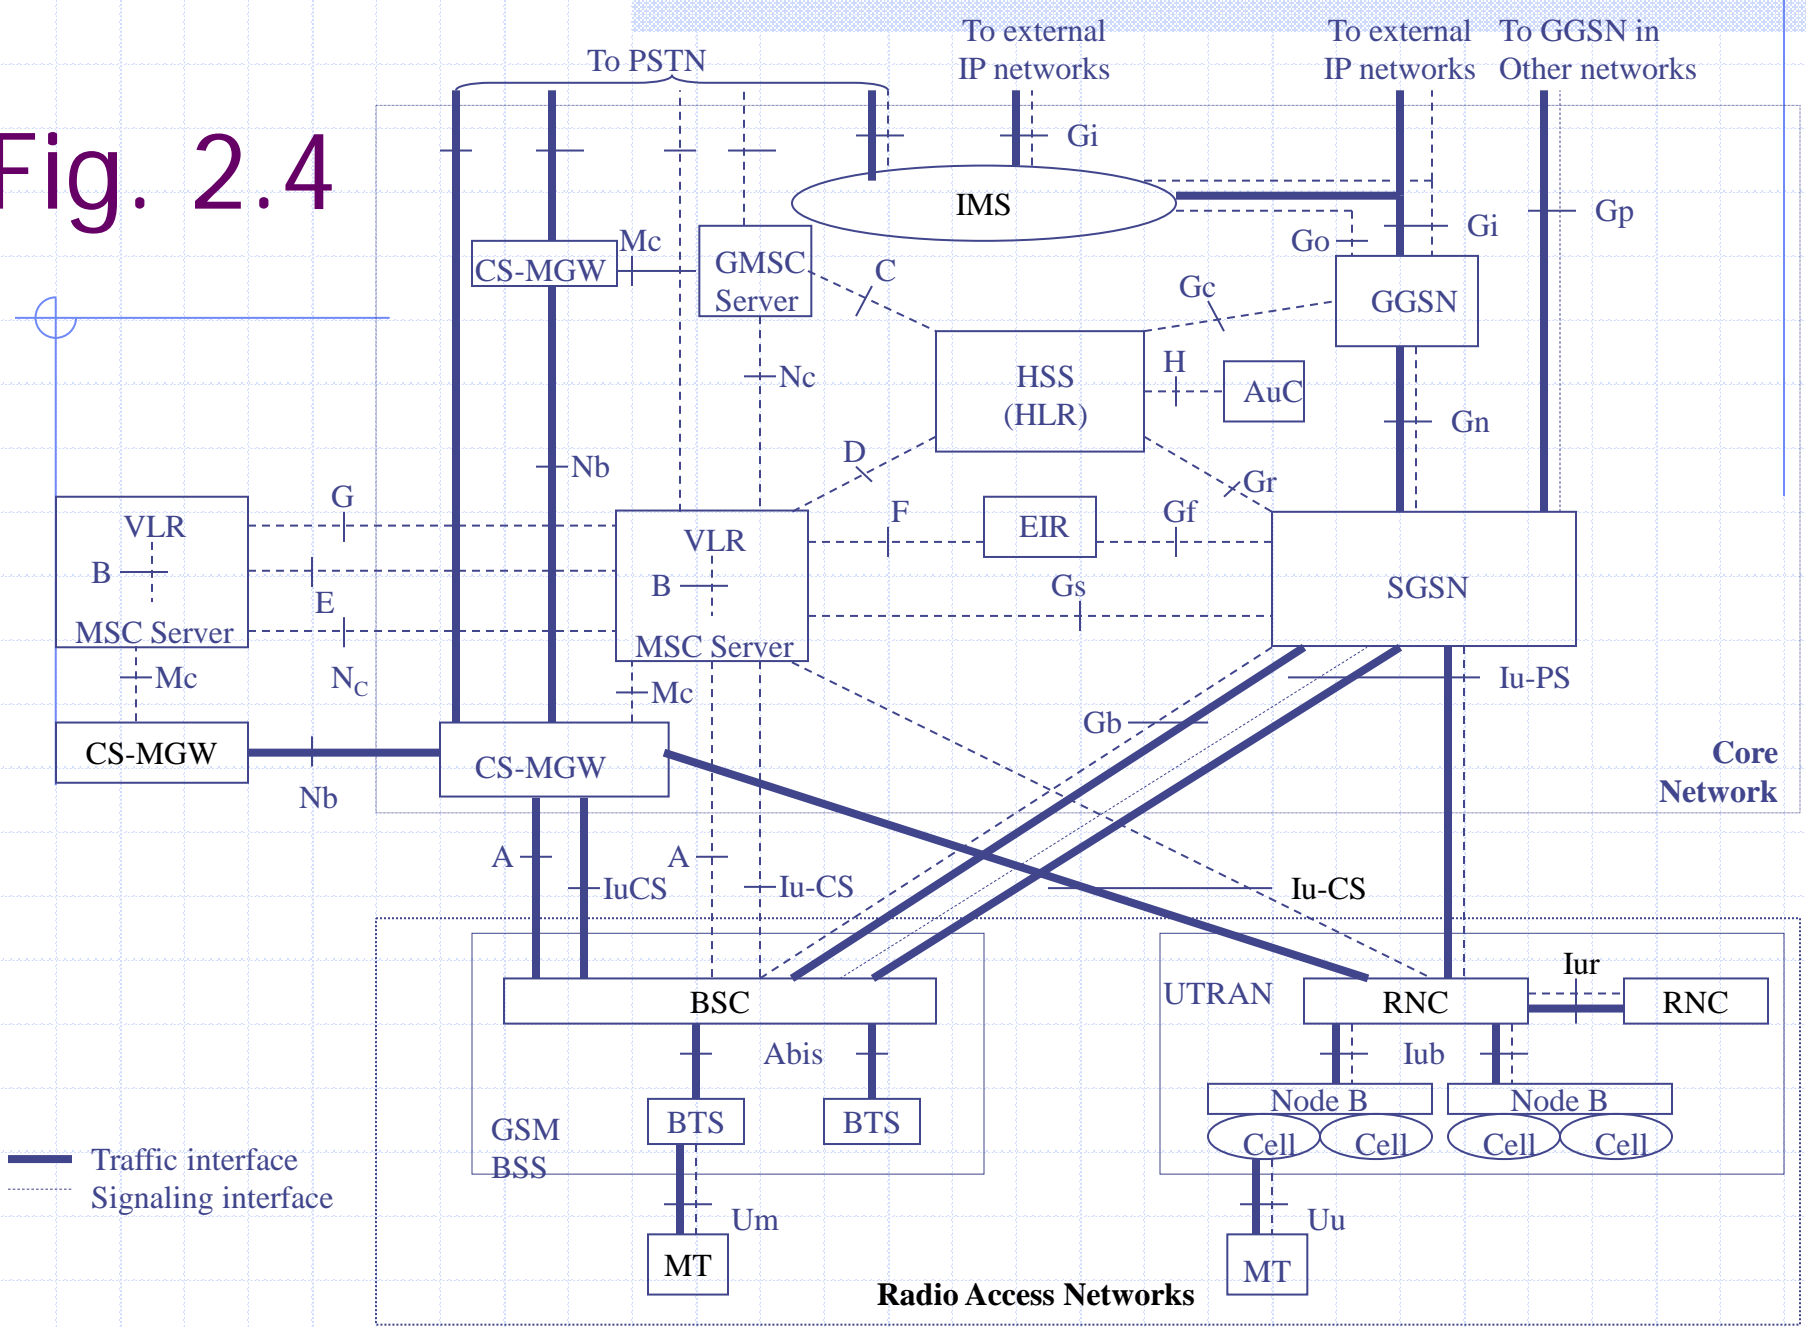 Fig. 2.4
To PSTN
To external
IP networks
To external
IP networks
To GGSN in
Other networks
Gi
IMS
Gp
Gi
Go
Mc
CS-MGW
GMSC
Server
C
Gc
GGSN
Nc
HSS
(HLR)
H
AuC
Gn
Nb
D
Gr
G
VLR
B
E
MSC Server
Mc
N_C
VLR
B
MSC Server
F
EIR
Gf
Gs
SGSN
Mc
Iu-PS
Gb
CS-MGW
Nb
CS-MGW
Core
Network
A
IuCS
A
Iu-CS
Iu-CS
BSC
UTRAN
RNC
Iur
RNC
Abis
Iub
BTS
BTS
GSM
BSS
Node B
Node B
Cell
Cell
Cell
Cell
Traffic interface
Signaling interface
Um
Uu
MT
MT
Radio Access Networks